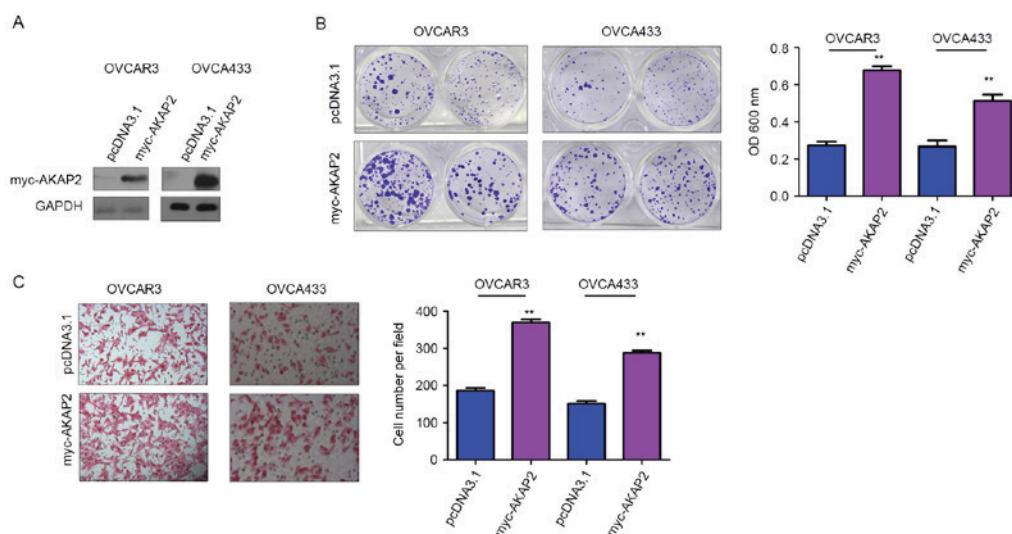 A
OVCAR3 OVCA433
pcDNA3.1 myc-AKAP2 pcDNA3.1 myc-AKAP2
myc-AKAP2
GAPDH
B
OVCAR3 OVCA433
pcDNA3.1
myc-AKAP2
OVCAR3 OVCA433
OD 600 nm
0.8
0.6
0.4
0.2
0.0
** **
pcDNA3.1 myc-AKAP2 pcDNA3.1 myc-AKAP2
C
OVCAR3 OVCA433
pcDNA3.1
myc-AKAP2
OVCAR3 OVCA433
Cell number per field
400
300
200
100
0
** **
pcDNA3.1 myc-AKAP2 pcDNA3.1 myc-AKAP2